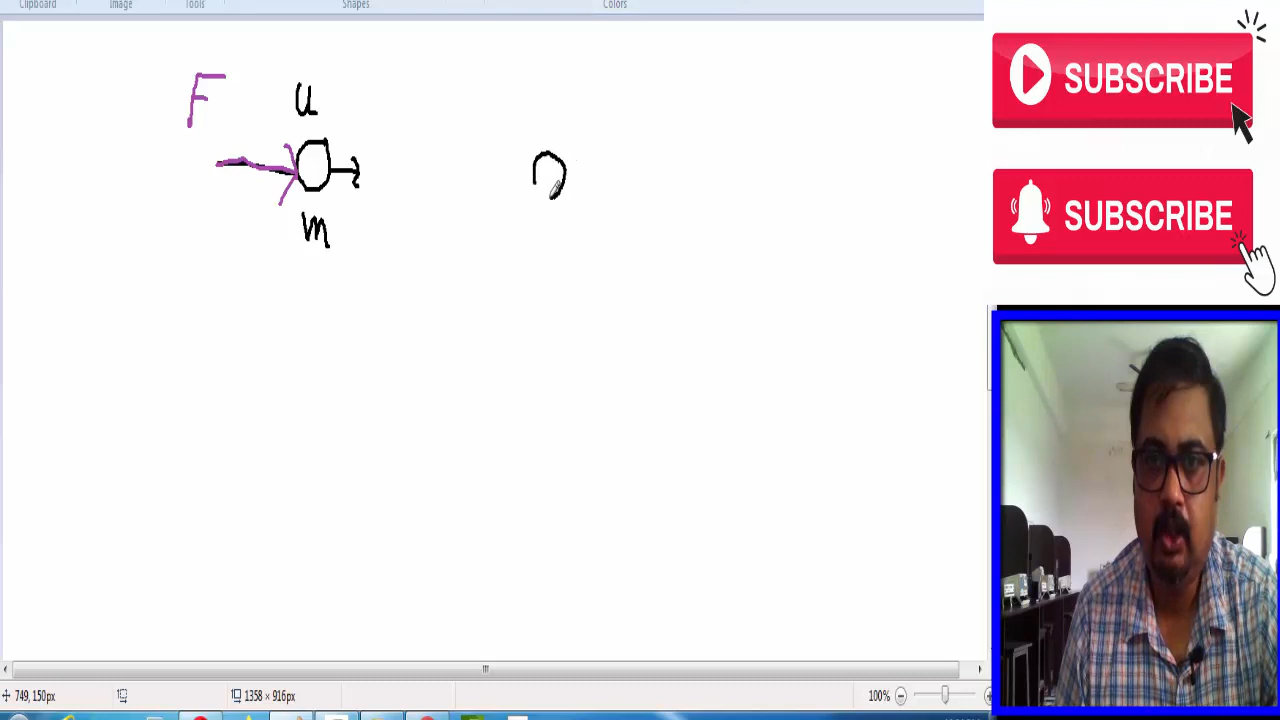 Clipboard Image Tools Shapes Colors
F
u
m
SUBSCRIBE
SUBSCRIBE
749, 150px
1358 × 916px
100%